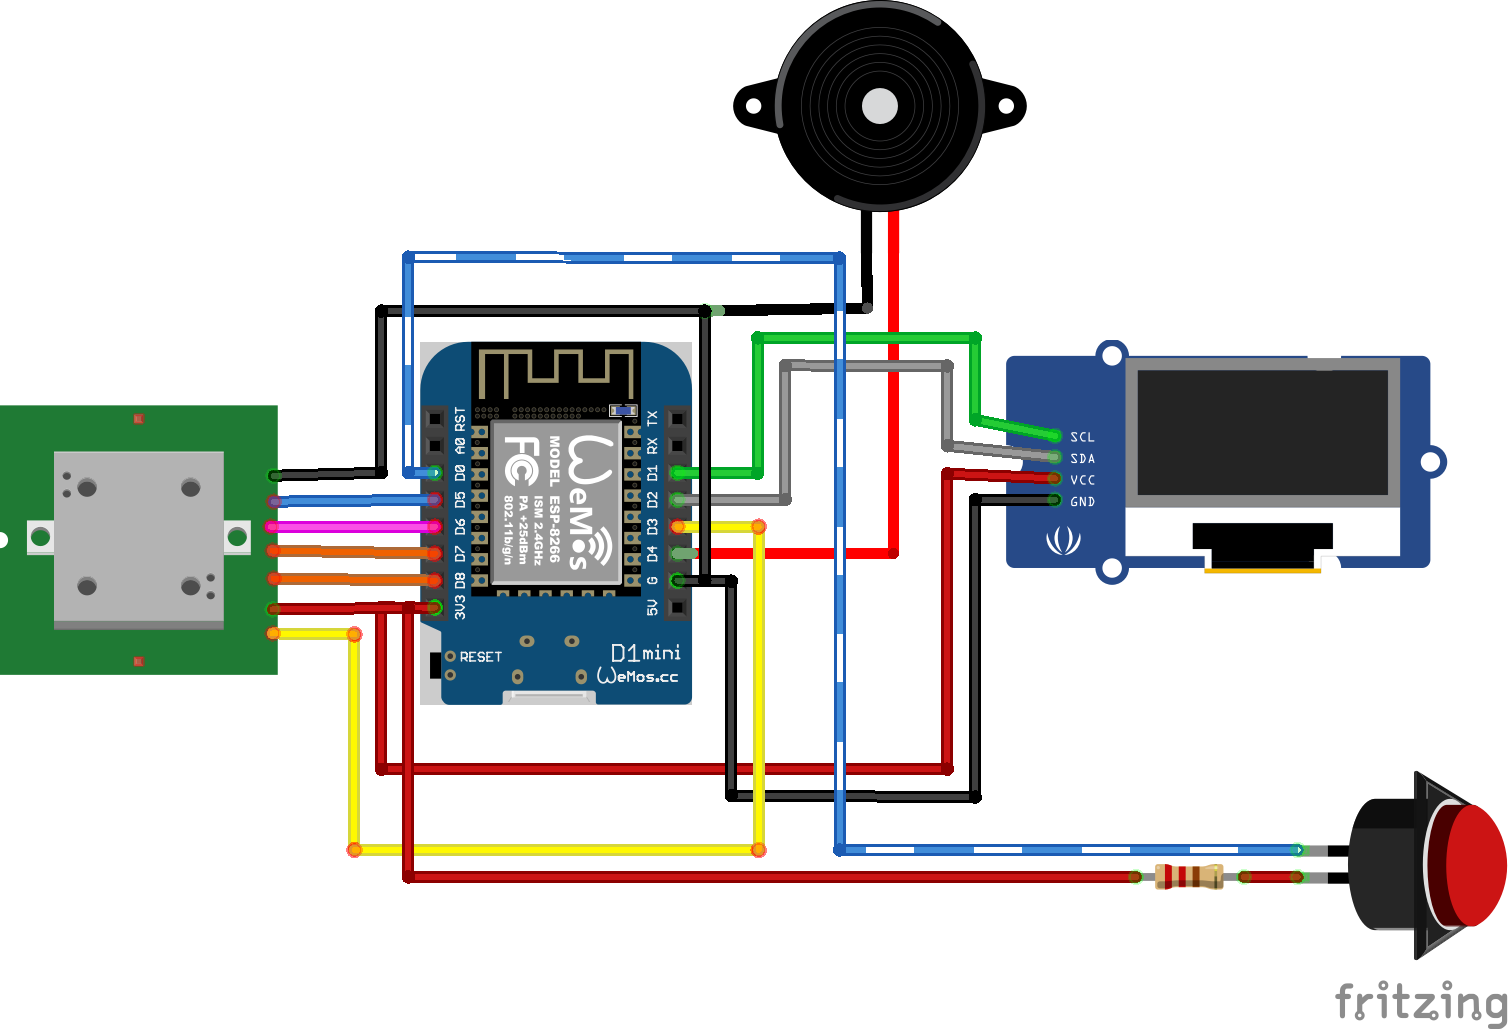 RST
A0
D0
D5
D6
D7
D8
3V3
TX
RX
D1
D2
D3
D4
G
5V
WeMos
MODEL ESP-8266
ISM 2.4GHz
PA +25dBm
802.11b/g/n
FC
RESET
D1mini
WeMos.cc
SCL
SDA
VCC
GND
fritzing